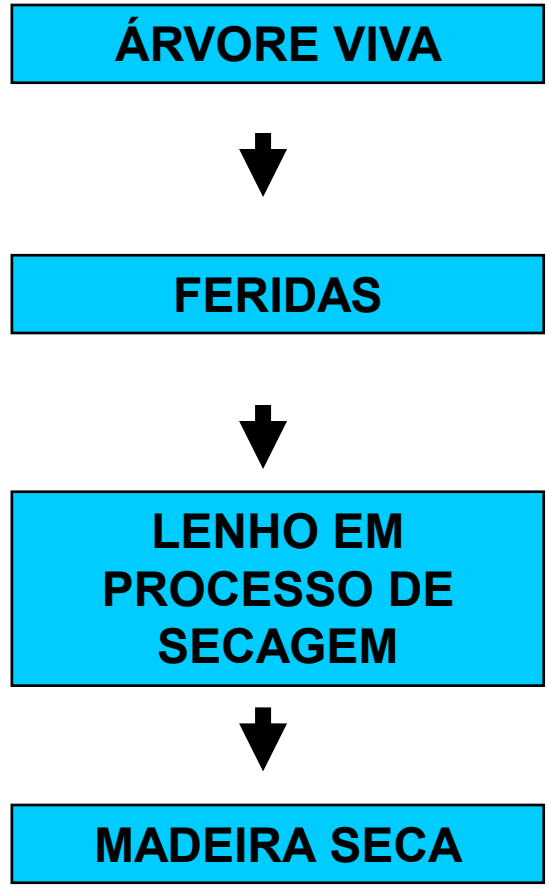 ÁRVORE VIVA
FERIDAS
LENHO EM
PROCESSO DE
SECAGEM
MADEIRA SECA